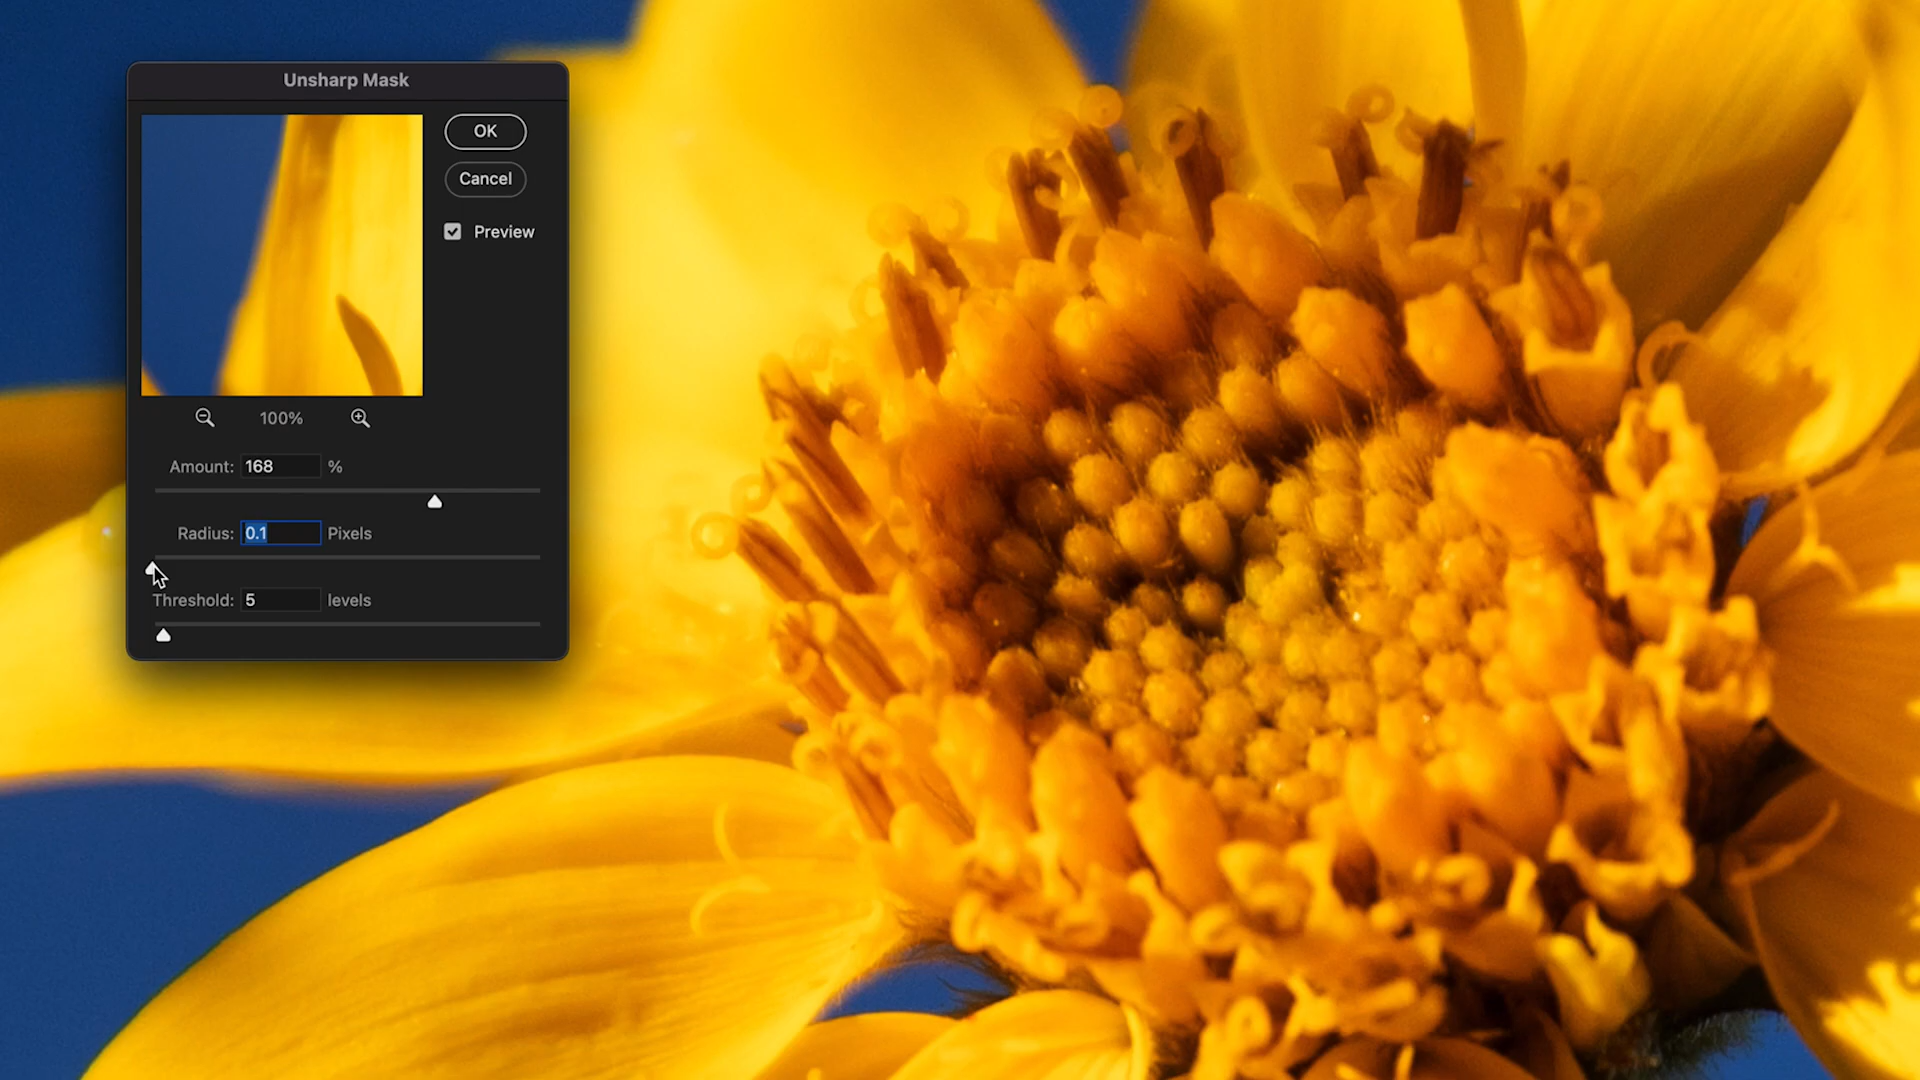 Unsharp Mask
OK
Cancel
Preview
100%
Amount: 168 %
Radius: 0.1 Pixels
Threshold: 5 levels